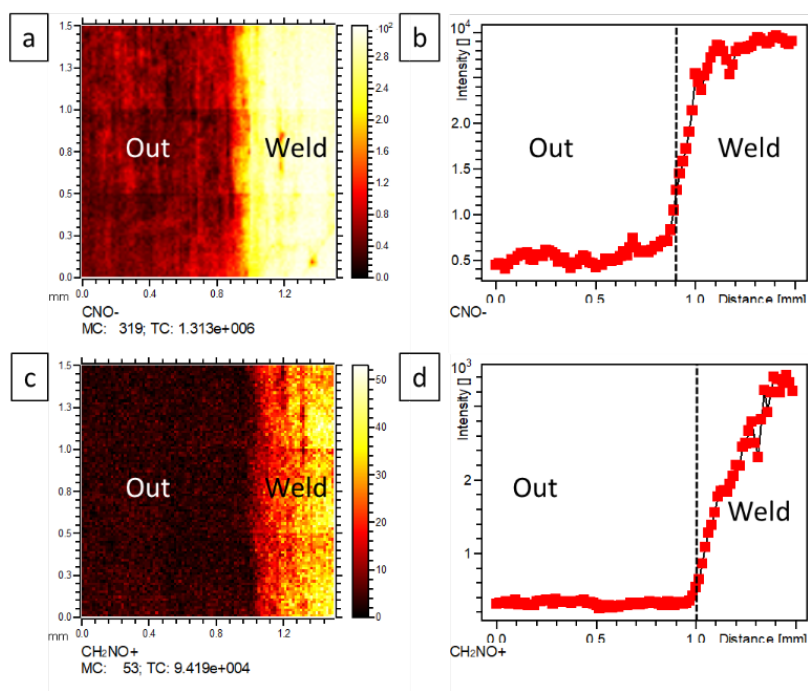 a
1.5
1.3
1.0
0.8
0.5
0.3
0.0
mm
0.0
0.4
0.8
1.2
Out
Weld
x10²
2.8
2.4
2.0
1.6
1.2
0.8
0.4
0.0
CNO-
MC: 319; TC: 1.313e+006
b
10⁴
Intensity []
2.0
1.5
1.0
0.5
Out
Weld
0.0
0.5
1.0
Distance [mm]
CNO-
c
1.5
1.3
1.0
0.8
0.5
0.3
0.0
mm
0.0
0.4
0.8
1.2
Out
Weld
50
40
30
20
10
0
CH₂NO+
MC: 53; TC: 9.419e+004
d
10³
Intensity []
2
1
Out
Weld
0.0
0.5
1.0
Distance [mm]
CH₂NO+